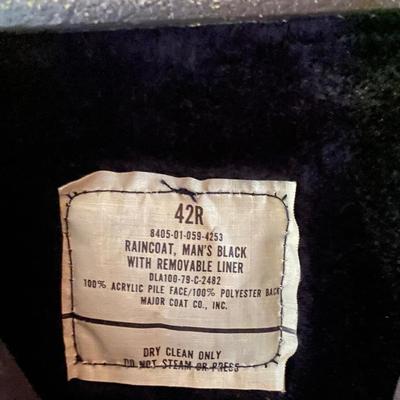 42R
8405-01-059-4253
RAINCOAT, MAN'S BLACK
WITH REMOVABLE LINER
DLA100-79-C-2482
100% ACRYLIC PILE FACE/100% POLYESTER BACK
MAJOR COAT CO., INC.
DRY CLEAN ONLY
DO NOT STEAM OR PRESS